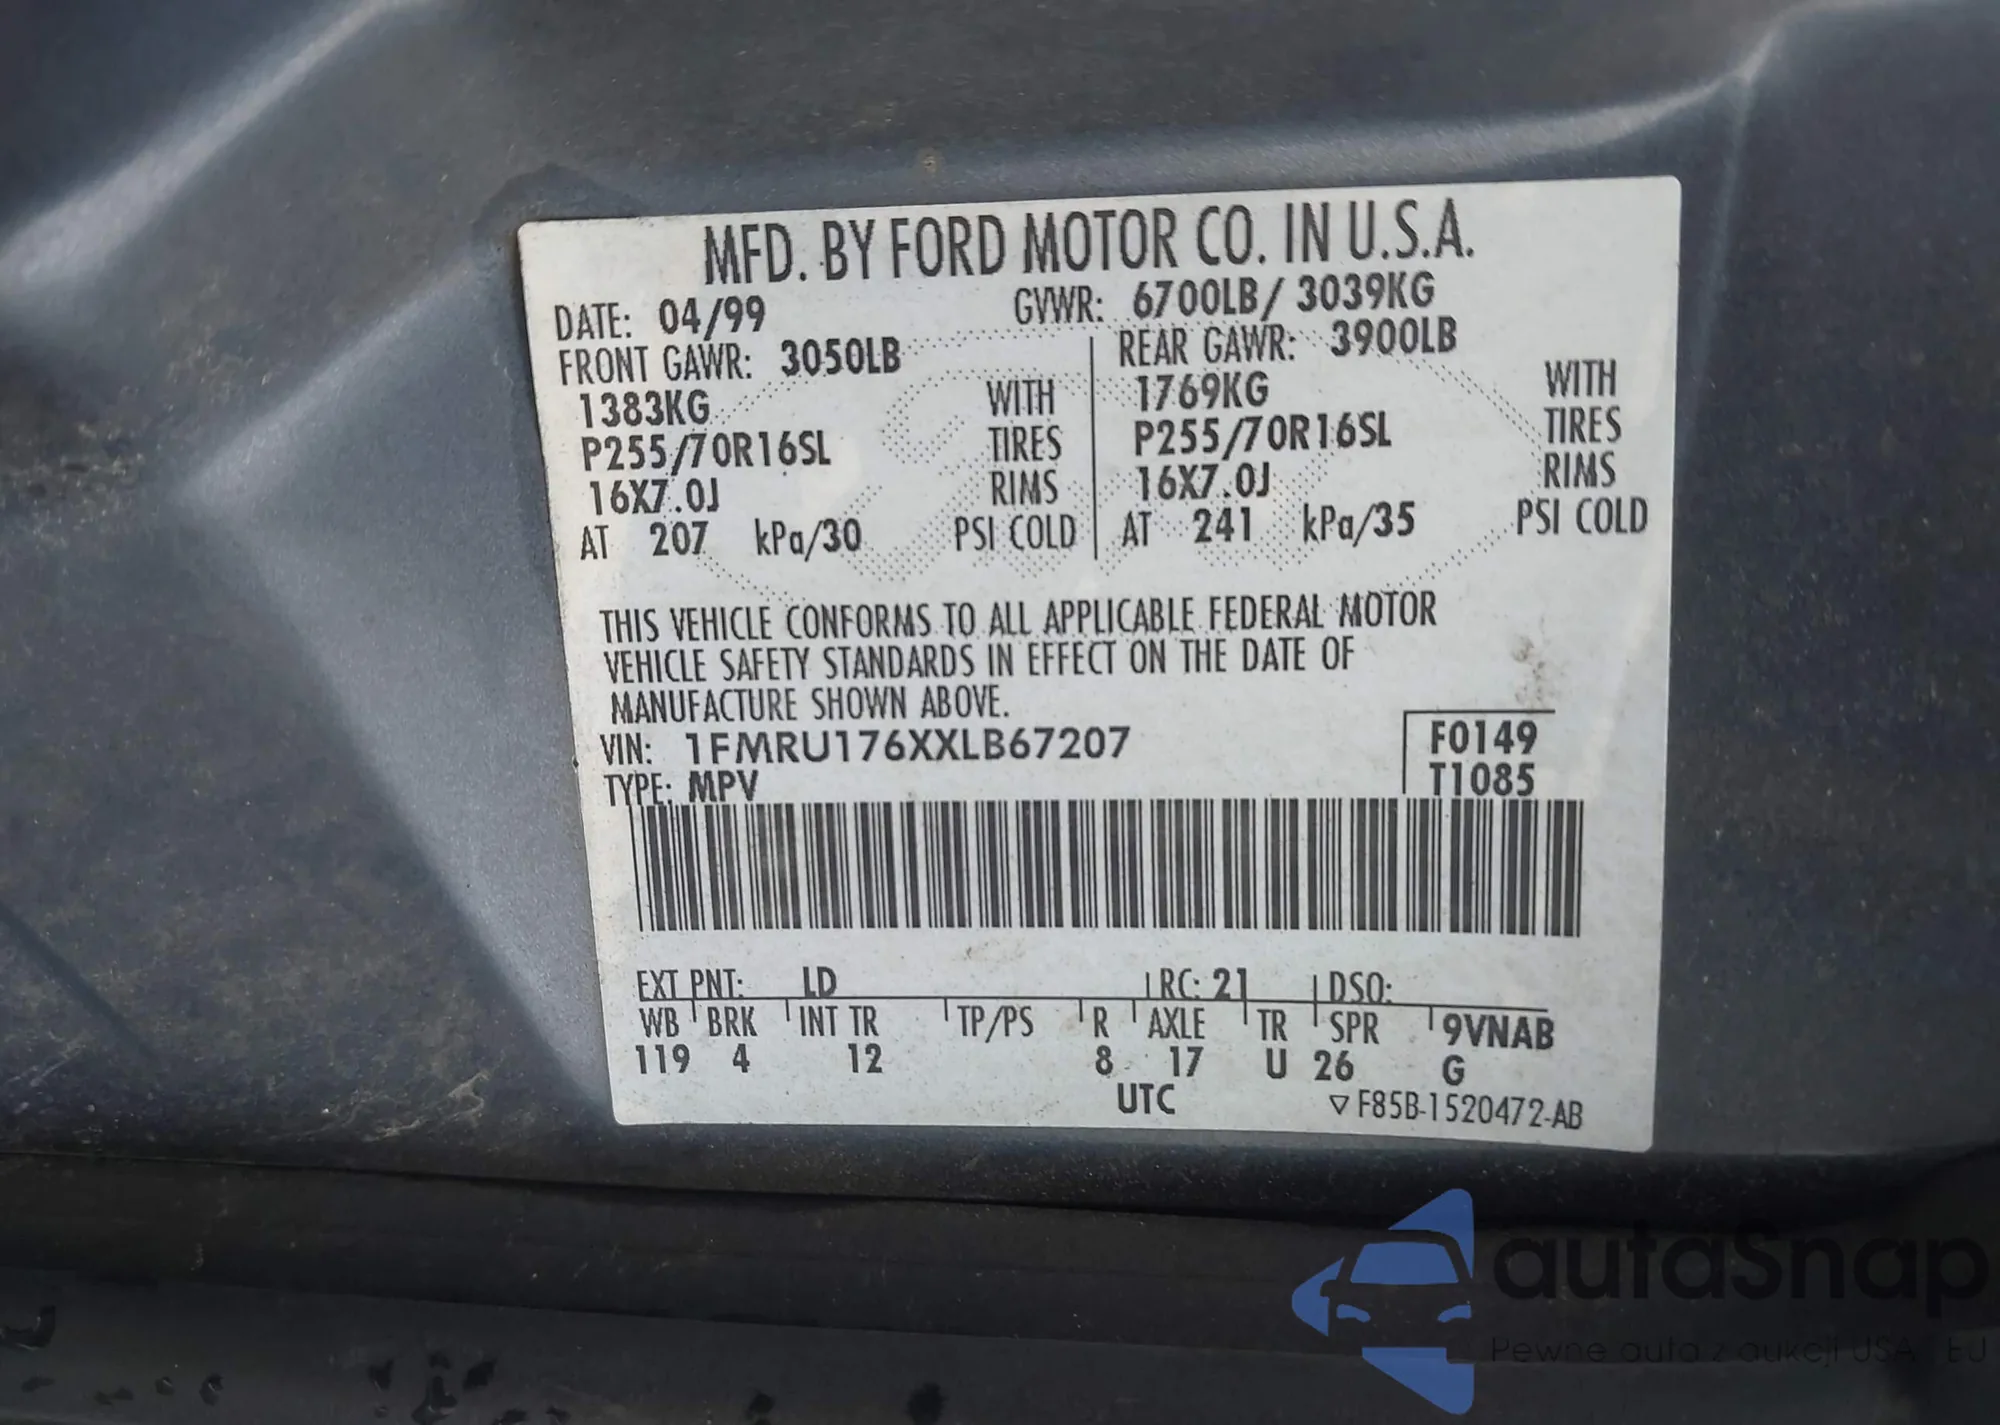 MFD. BY FORD MOTOR CO. IN U.S.A.
DATE: 04/99 GVWR: 6700LB/ 3039KG
FRONT GAWR: 3050LB REAR GAWR: 3900LB
1383KG WITH 1769KG WITH
P255/70R16SL TIRES P255/70R16SL TIRES
16X7.0J RIMS 16X7.0J RIMS
AT 207 kPa/30 PSI COLD AT 241 kPa/35 PSI COLD
THIS VEHICLE CONFORMS TO ALL APPLICABLE FEDERAL MOTOR
VEHICLE SAFETY STANDARDS IN EFFECT ON THE DATE OF
MANUFACTURE SHOWN ABOVE.
VIN: 1FMRU176XXLB67207 F0149
TYPE: MPV T1085
EXT PNT: LD RC: 21 DSO:
WB BRK INT TR TP/PS R AXLE TR SPR 9VNAB
119 4 12 8 17 U 26 G
UTC ▽ F85B-1520472-AB
autaSnap
Pewne auta z aukcji USA i EU